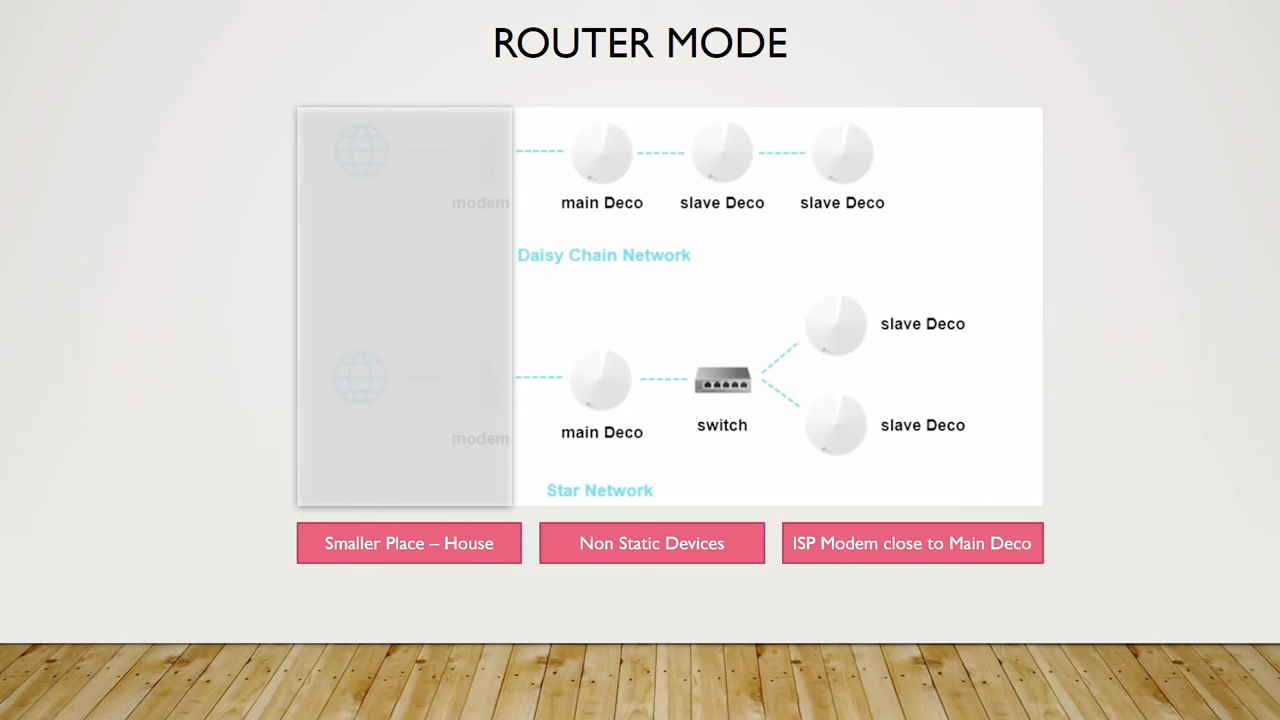 ROUTER MODE
modem
main Deco
slave Deco
slave Deco
Daisy Chain Network
slave Deco
modem
main Deco
switch
slave Deco
Star Network
Smaller Place – House
Non Static Devices
ISP Modem close to Main Deco